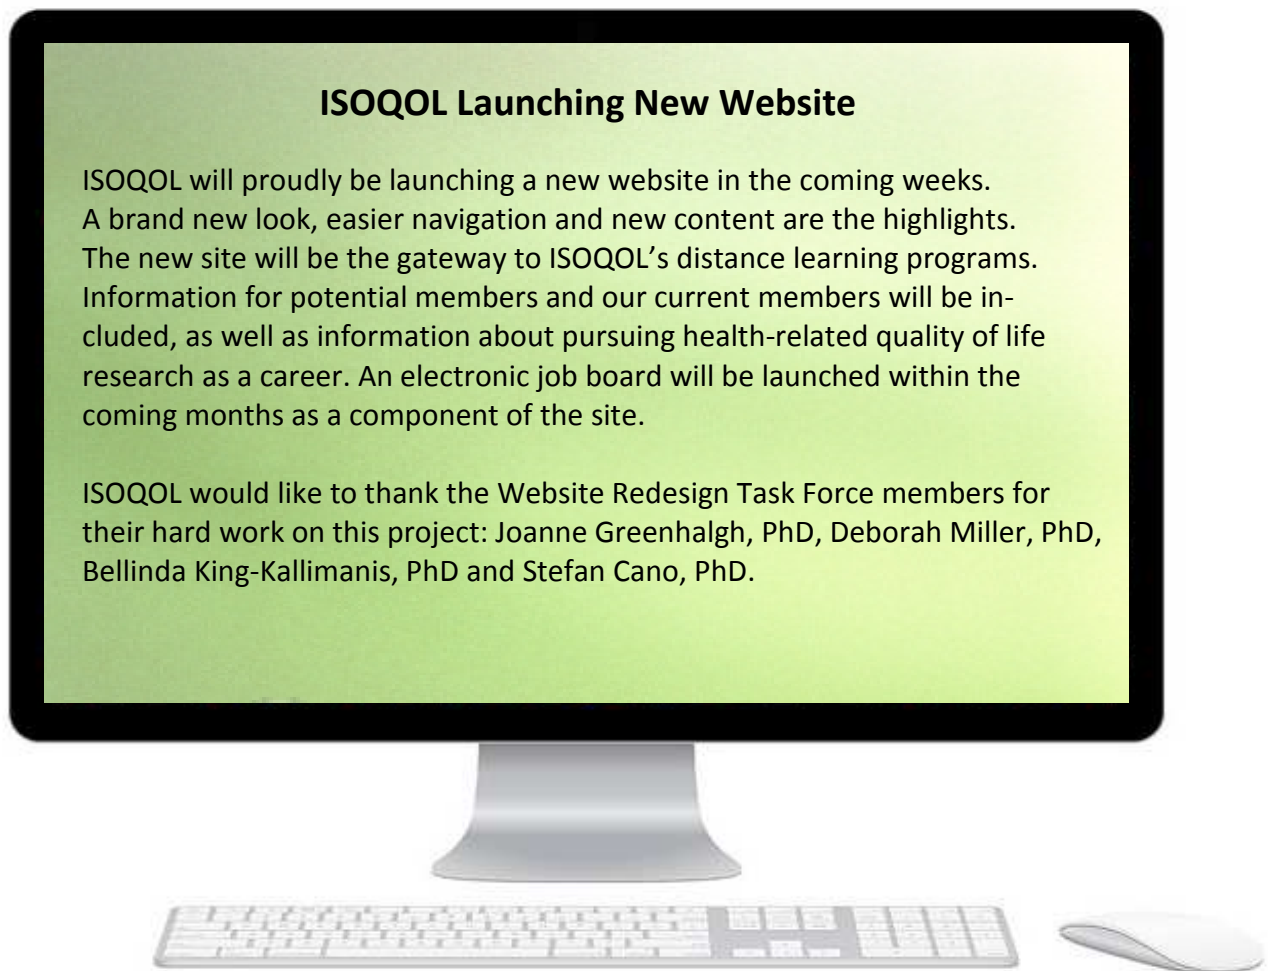 ISOQOL Launching New Website
ISOQOL will proudly be launching a new website in the coming weeks.
A brand new look, easier navigation and new content are the highlights.
The new site will be the gateway to ISOQOL’s distance learning programs.
Information for potential members and our current members will be in-
cluded, as well as information about pursuing health-related quality of life
research as a career. An electronic job board will be launched within the
coming months as a component of the site.
ISOQOL would like to thank the Website Redesign Task Force members for
their hard work on this project: Joanne Greenhalgh, PhD, Deborah Miller, PhD,
Bellinda King-Kallimanis, PhD and Stefan Cano, PhD.